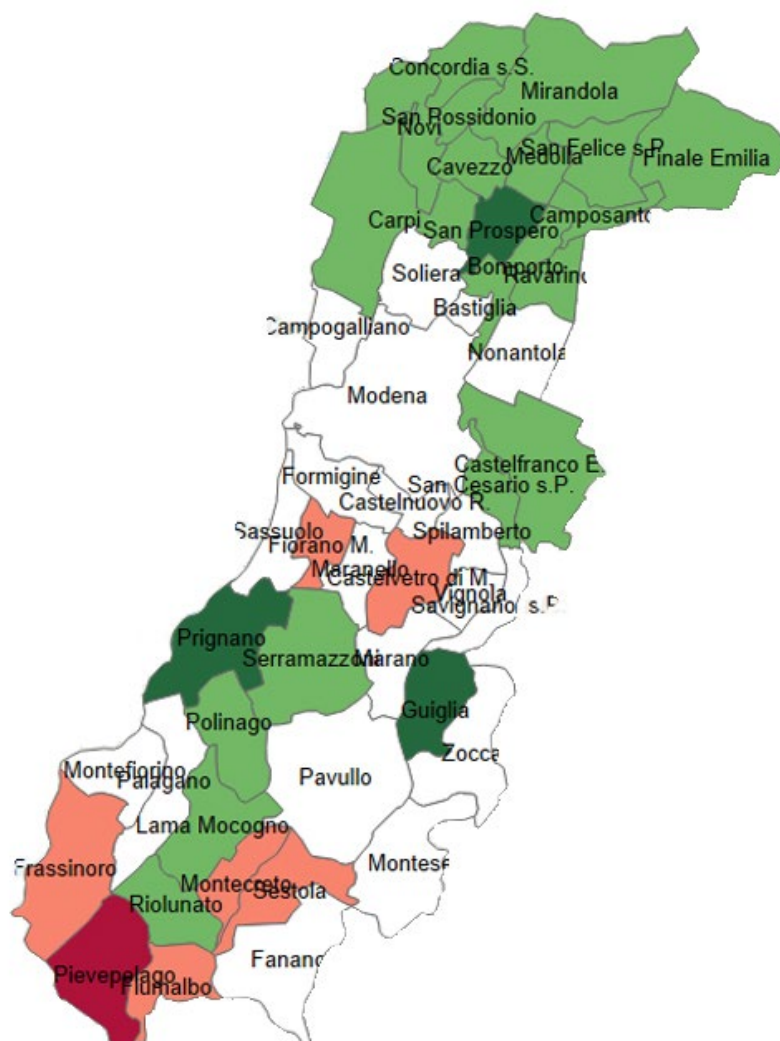 Concordia s.S.
Mirandola
San Possidonio
Novi
San Felice s.P.
Medolla
Finale Emilia
Cavezzo
Carpi
Camposanto
San Prospero
Bomporto
Ravarino
Soliera
Bastiglia
Campogalliano
Nonantola
Modena
Castelfranco E.
Formigine
San Cesario s.P.
Castelnuovo R.
Sassuolo
Spilamberto
Fiorano M.
Maranello
Castelvetro di M.
Vignola
Savignano s.P.
Prignano
Serramazzoni
Marano
Guiglia
Polinago
Zocca
Montefiorino
Palagano
Pavullo
Lama Mocogno
Frassinoro
Montese
Montecreto
Sestola
Riolunato
Fanano
Pievepelago
Fiumalbo